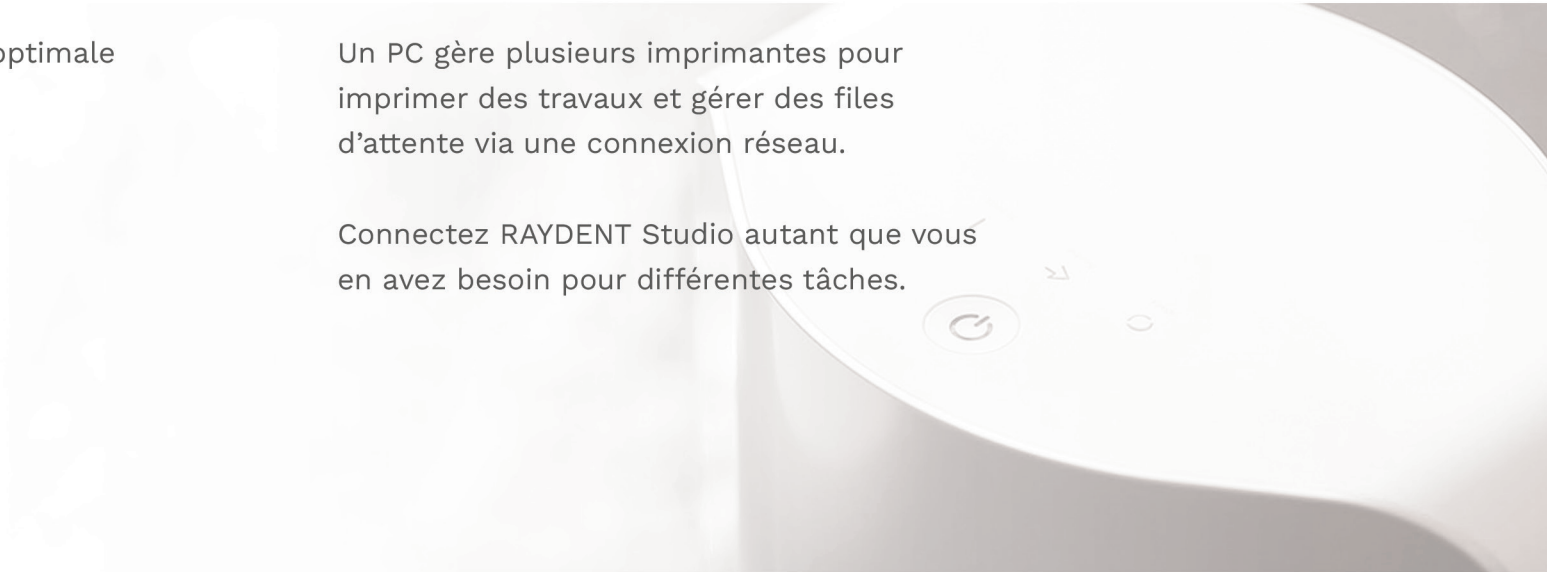 optimale
Un PC gère plusieurs imprimantes pour
imprimer des travaux et gérer des files
d’attente via une connexion réseau.
Connectez RAYDENT Studio autant que vous
en avez besoin pour différentes tâches.